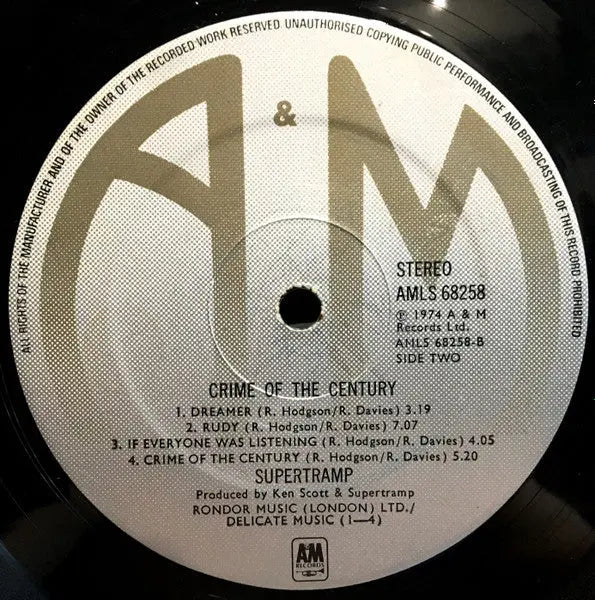 ALL RIGHTS OF THE MANUFACTURER AND OF THE OWNER OF THE RECORDED WORK RESERVED UNAUTHORISED COPYING PUBLIC PERFORMANCE AND BROADCASTING OF THIS RECORD PROHIBITED
A & M
STEREO
AMLS 68258
℗ 1974 A & M
Records Ltd.
AMLS 68258-B
SIDE TWO
CRIME OF THE CENTURY
1. DREAMER (R. Hodgson/R. Davies) 3.19
2. RUDY (R. Hodgson/R. Davies) 7.07
3. IF EVERYONE WAS LISTENING (R. Hodgson/R. Davies) 4.05
4. CRIME OF THE CENTURY (R. Hodgson/R. Davies) 5.20
SUPERTRAMP
Produced by Ken Scott & Supertramp
RONDOR MUSIC (LONDON) LTD./
DELICATE MUSIC (1—4)
A&M
RECORDS